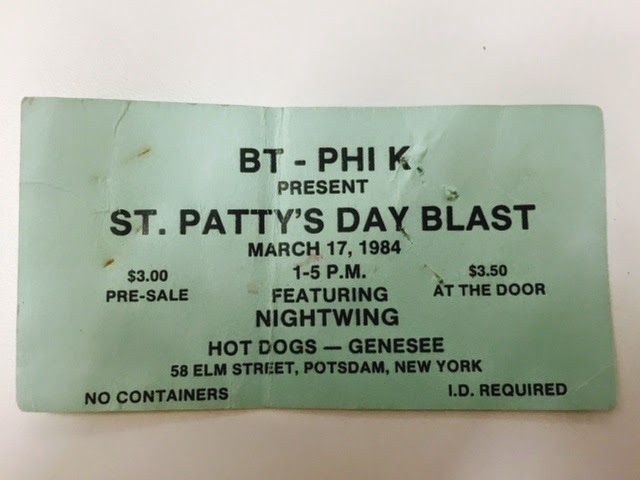 BT - PHI K
PRESENT
ST. PATTY'S DAY BLAST
MARCH 17, 1984
1-5 P.M.
$3.00
PRE-SALE
FEATURING
NIGHTWING
$3.50
AT THE DOOR
HOT DOGS — GENESEE
58 ELM STREET, POTSDAM, NEW YORK
NO CONTAINERS
I.D. REQUIRED